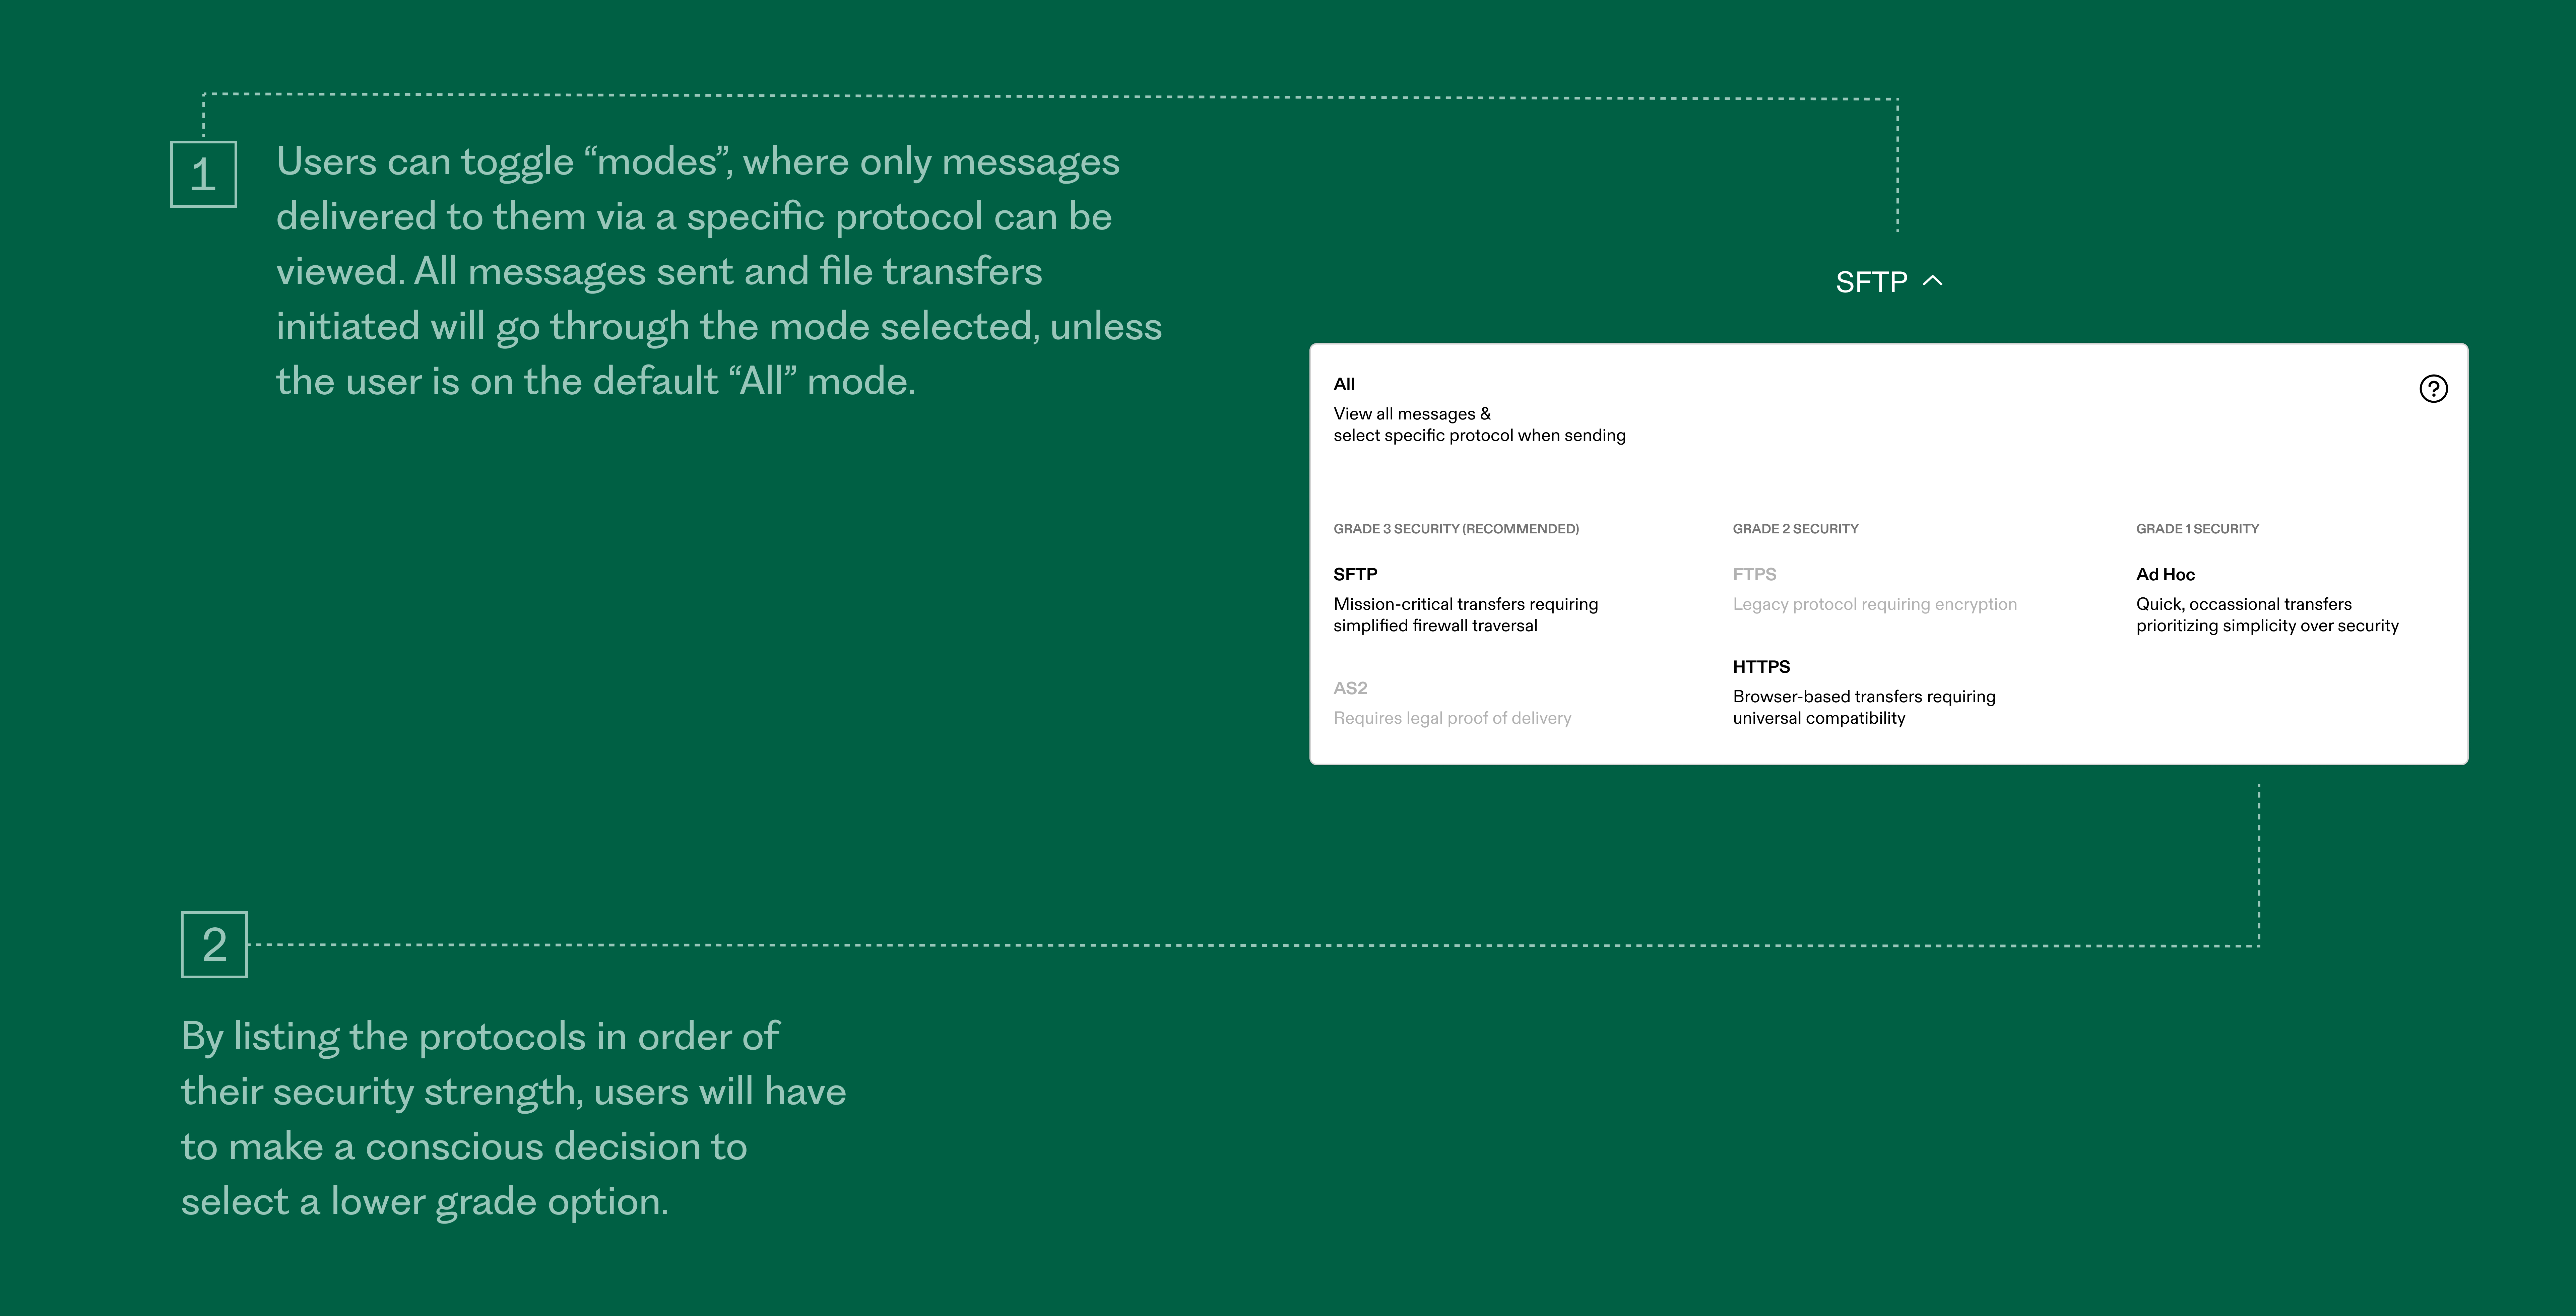 1
Users can toggle “modes”, where only messages
delivered to them via a specific protocol can be
viewed. All messages sent and file transfers
initiated will go through the mode selected, unless
the user is on the default “All” mode.
SFTP
All
?
View all messages &
select specific protocol when sending
GRADE 3 SECURITY (RECOMMENDED)
SFTP
Mission-critical transfers requiring
simplified firewall traversal
AS2
Requires legal proof of delivery
GRADE 2 SECURITY
FTPS
Legacy protocol requiring encryption
HTTPS
Browser-based transfers requiring
universal compatibility
GRADE 1 SECURITY
Ad Hoc
Quick, occassional transfers
prioritizing simplicity over security
2
By listing the protocols in order of
their security strength, users will have
to make a conscious decision to
select a lower grade option.